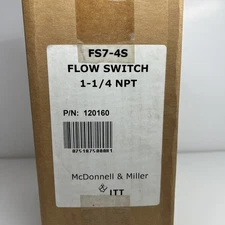 FS7-4S
FLOW SWITCH
1-1/4 NPT
P/N: 120160
McDonnell & Miller
ITT